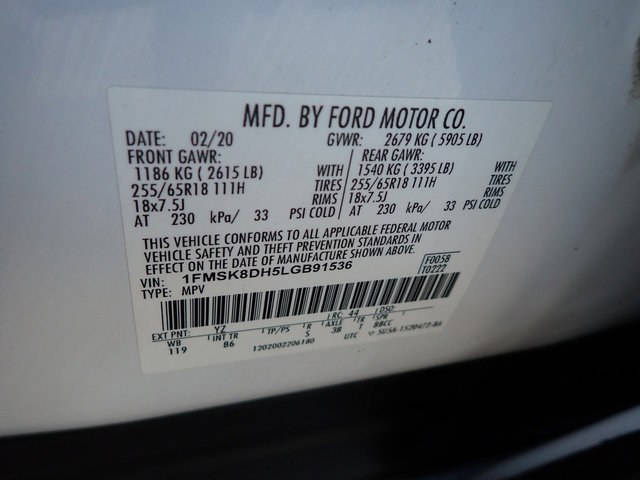 MFD. BY FORD MOTOR CO.
DATE: 02/20 GVWR: 2679 KG ( 5905 LB)
FRONT GAWR: REAR GAWR:
1186 KG ( 2615 LB) WITH 1540 KG ( 3395 LB) WITH
255/65R18 111H TIRES 255/65R18 111H TIRES
18x7.5J RIMS 18x7.5J RIMS
AT 230 kPa/ 33 PSI COLD AT 230 kPa/ 33 PSI COLD
THIS VEHICLE CONFORMS TO ALL APPLICABLE FEDERAL MOTOR
VEHICLE SAFETY AND THEFT PREVENTION STANDARDS IN
EFFECT ON THE DATE OF MANUFACTURE SHOWN ABOVE.
VIN: 1FMSK8DH5LGB91536 F0058
TYPE: MPV T0222
EXT PNT: YZ RC: 44 DSO:
WB INT TR TP/PS R AXLE TR SPR
119 86 S 38 T BBCC
1202002206180 UTC